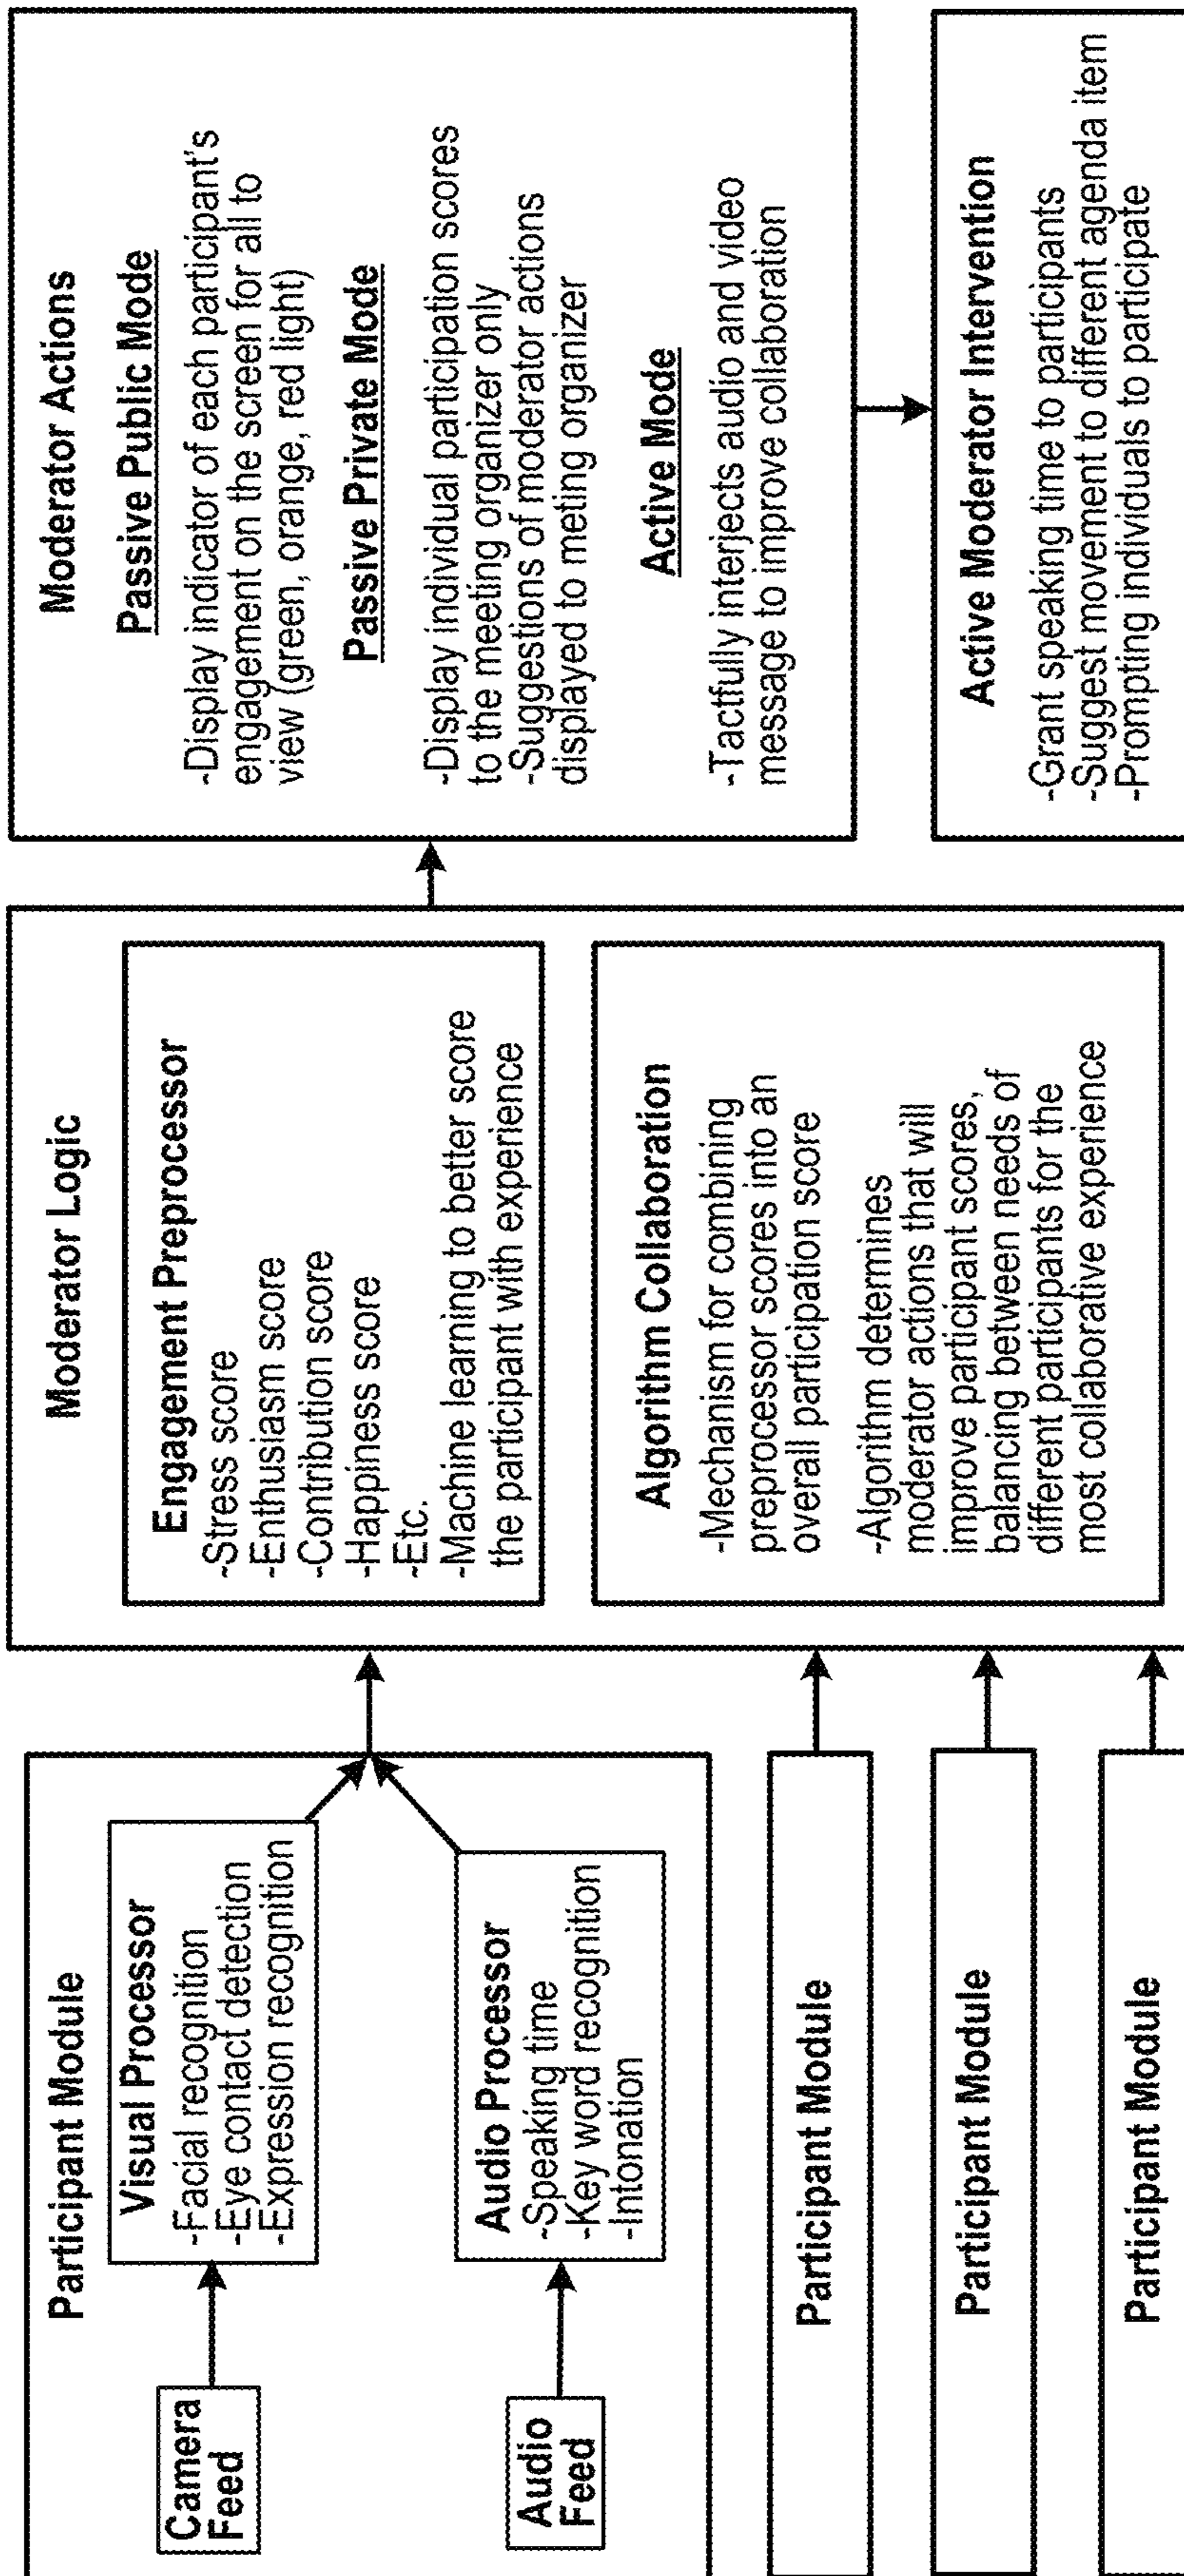 Participant Module
Camera
Feed
Visual Processor
-Facial recognition
-Eye contact detection
-Expression recognition
Audio
Feed
Audio Processor
-Speaking time
-Key word recognition
-Intonation
Participant Module
Participant Module
Participant Module
Moderator Logic
Engagement Preprocessor
-Stress score
-Enthusiasm score
-Contribution score
-Happiness score
-Etc.
-Machine learning to better score
the participant with experience
Algorithm Collaboration
-Mechanism for combining
preprocessor scores into an
overall participation score
-Algorithm determines
moderator actions that will
improve participant scores,
balancing between needs of
different participants for the
most collaborative experience
Moderator Actions
Passive Public Mode
-Display indicator of each participant's
engagement on the screen for all to
view (green, orange, red light)
Passive Private Mode
-Display individual participation scores
to the meeting organizer only
-Suggestions of moderator actions
displayed to meting organizer
Active Mode
-Tactfully interjects audio and video
message to improve collaboration
Active Moderator Intervention
-Grant speaking time to participants
-Suggest movement to different agenda item
-Prompting individuals to participate